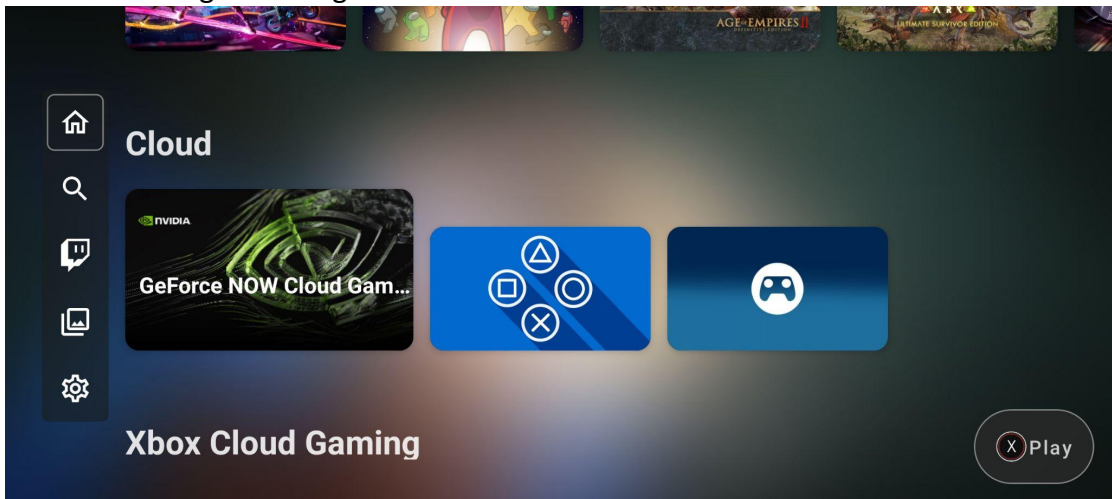 AGE OF EMPIRES II
DEFINITIVE EDITION
ARK
ULTIMATE SURVIVOR EDITION
Cloud
NVIDIA
GeForce NOW Cloud Gam...
Xbox Cloud Gaming
X Play